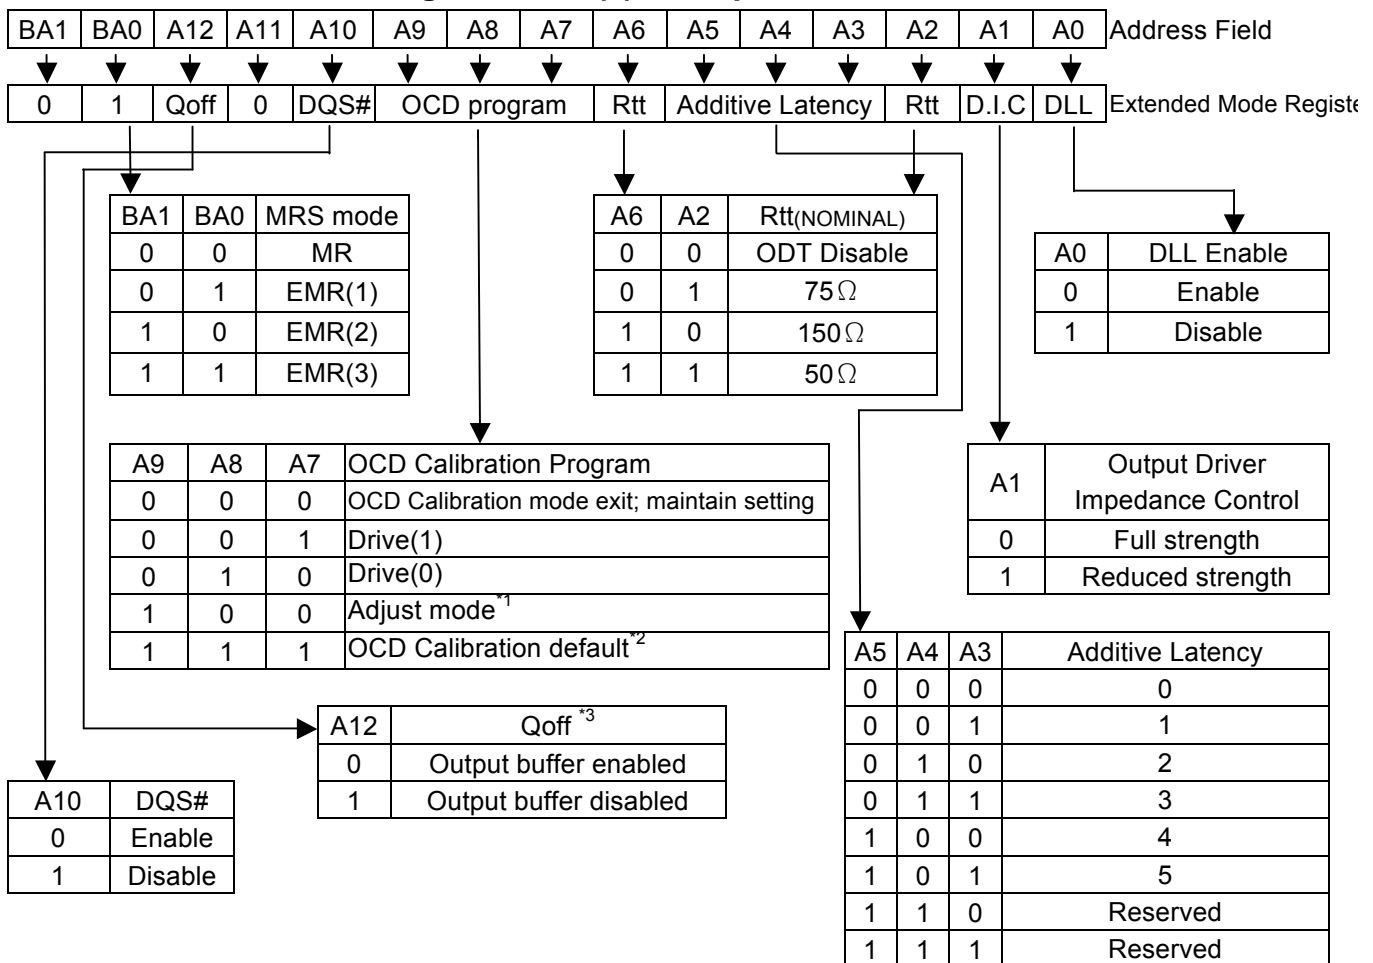 BA1 BA0 A12 A11 A10 A9 A8 A7 A6 A5 A4 A3 A2 A1 A0 Address Field
0 1 Qoff 0 DQS# OCD program Rtt Additive Latency Rtt D.I.C DLL Extended Mode Registe
BA1 BA0 MRS mode
0 0 MR
0 1 EMR(1)
1 0 EMR(2)
1 1 EMR(3)
A6 A2 Rtt(NOMINAL)
0 0 ODT Disable
0 1 75Ω
1 0 150Ω
1 1 50Ω
A0 DLL Enable
0 Enable
1 Disable
A9 A8 A7 OCD Calibration Program
0 0 0 OCD Calibration mode exit; maintain setting
0 0 1 Drive(1)
0 1 0 Drive(0)
1 0 0 Adjust mode*1
1 1 1 OCD Calibration default*2
A1 Output Driver
Impedance Control
0 Full strength
1 Reduced strength
A12 Qoff *3
0 Output buffer enabled
1 Output buffer disabled
A10 DQS#
0 Enable
1 Disable
A5 A4 A3 Additive Latency
0 0 0 0
0 0 1 1
0 1 0 2
0 1 1 3
1 0 0 4
1 0 1 5
1 1 0 Reserved
1 1 1 Reserved